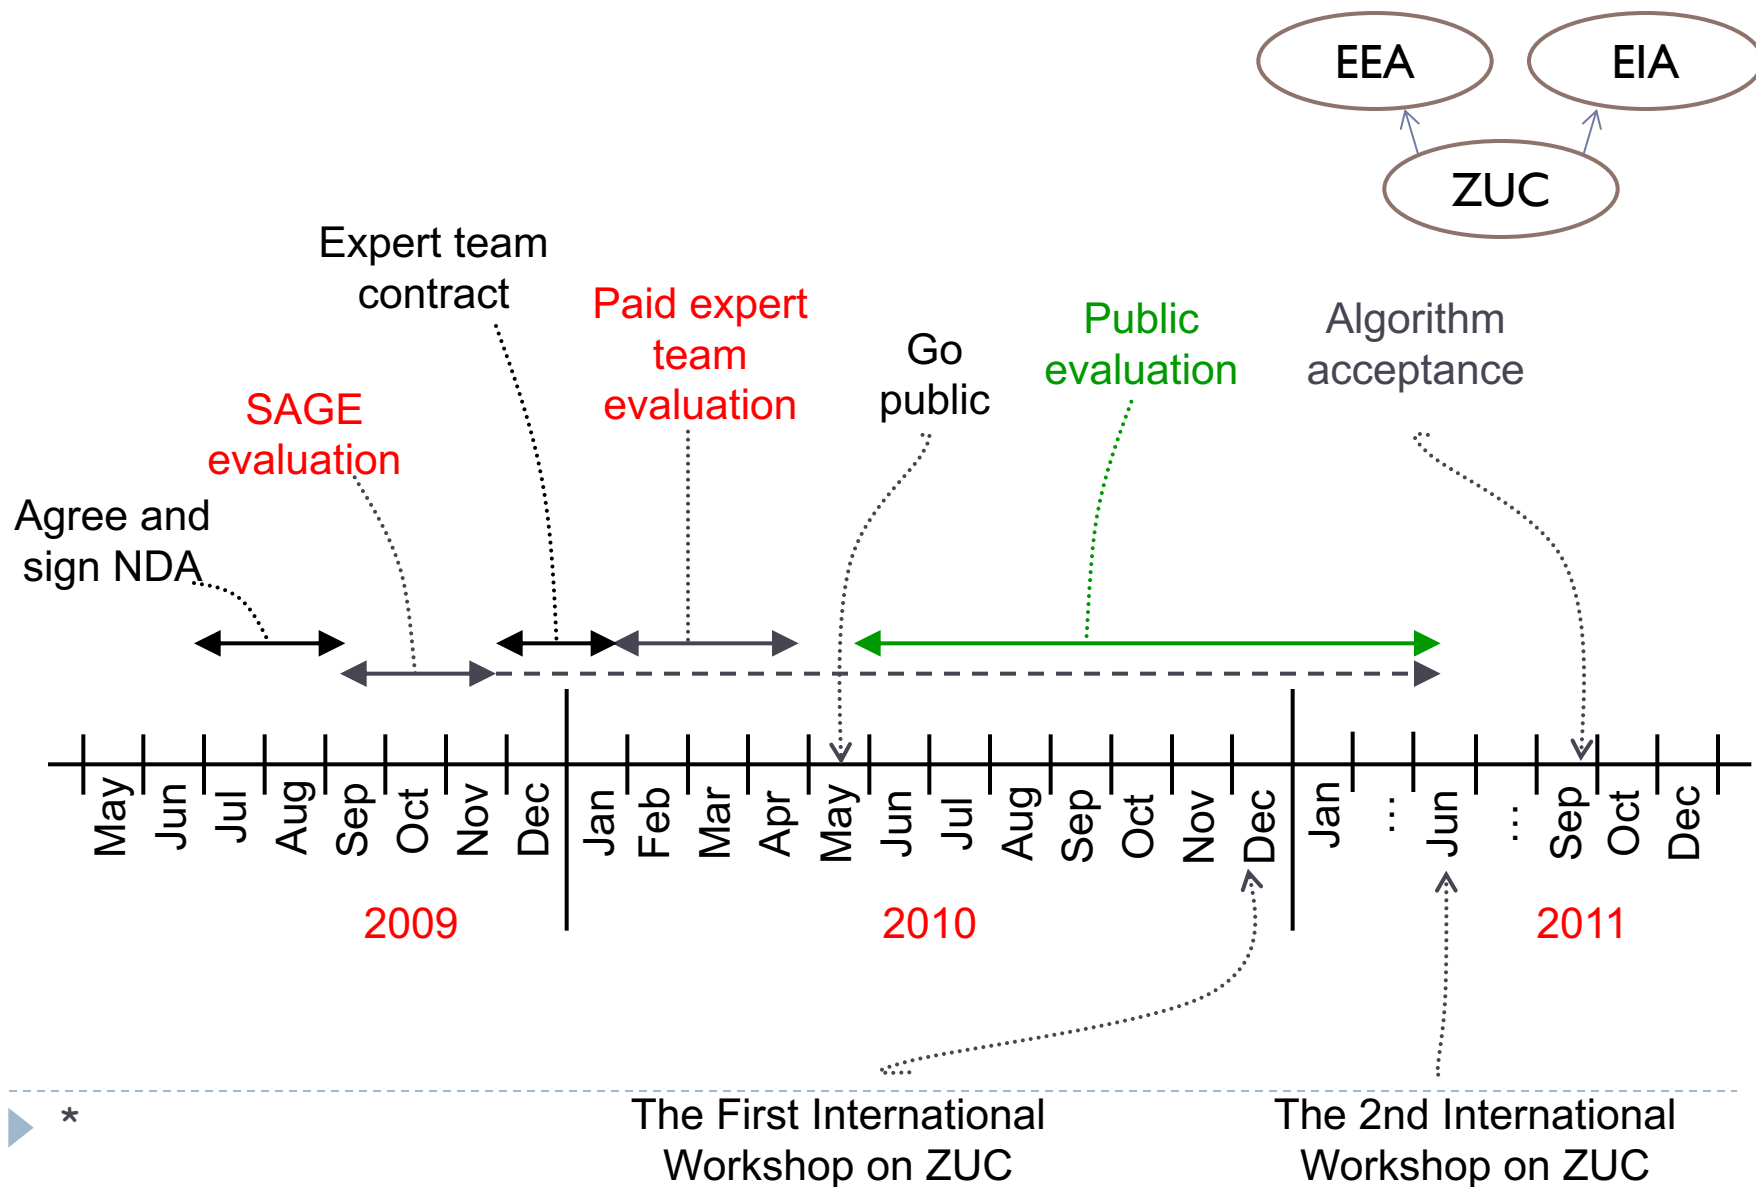 EEA
EIA
ZUC
Expert team
contract
Paid expert
team
evaluation
Go
public
Public
evaluation
Algorithm
acceptance
SAGE
evaluation
Agree and
sign NDA
May Jun Jul Aug Sep Oct Nov Dec Jan Feb Mar Apr May Jun Jul Aug Sep Oct Nov Dec Jan ... Jun ... Sep Oct Dec
2009 2010 2011
*
The First International
Workshop on ZUC
The 2nd International
Workshop on ZUC